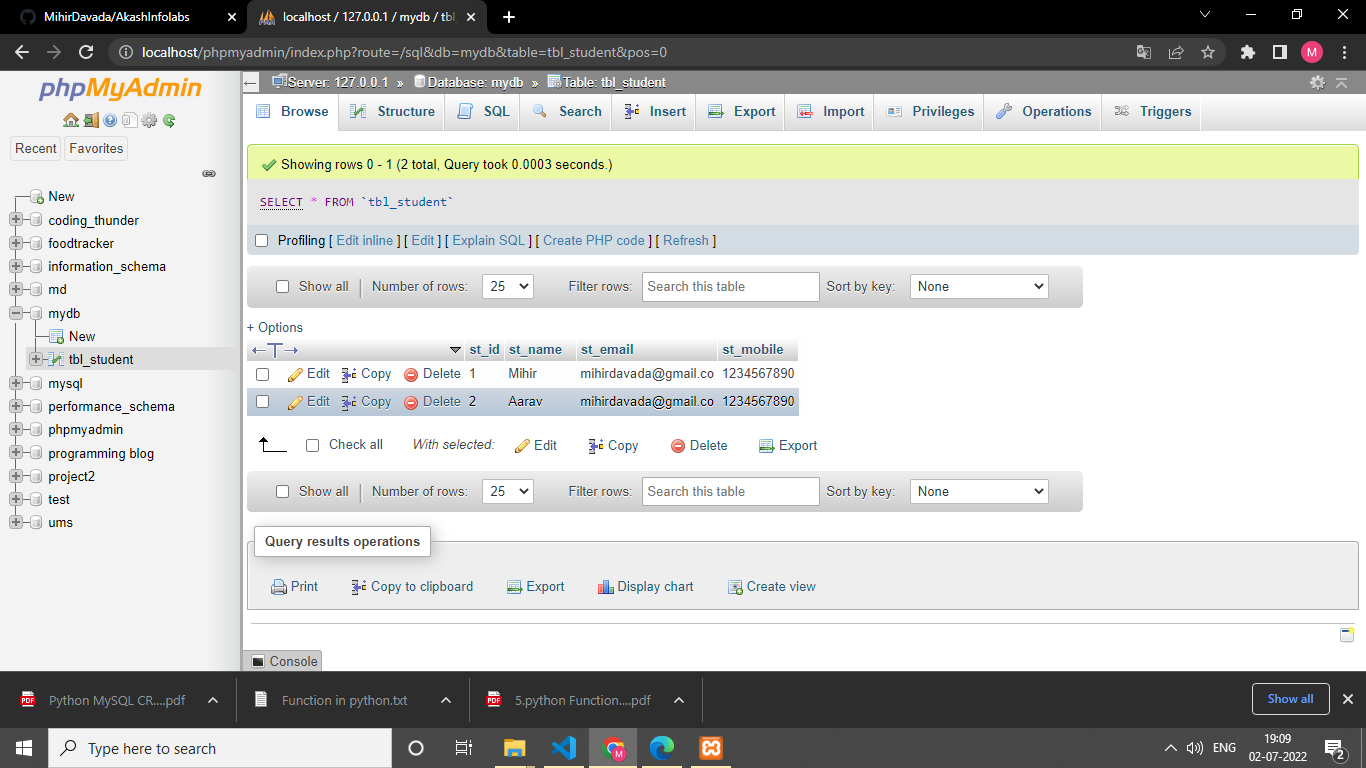 MihirDavada/AkashInfolabs
localhost / 127.0.0.1 / mydb / tbl_
localhost/phpmyadmin/index.php?route=/sql&db=mydb&table=tbl_student&pos=0
M
phpMyAdmin
Recent Favorites
New
coding_thunder
foodtracker
information_schema
md
mydb
New
tbl_student
mysql
performance_schema
phpmyadmin
programming blog
project2
test
ums
Server: 127.0.0.1 » Database: mydb » Table: tbl_student
Browse Structure SQL Search Insert Export Import Privileges Operations Triggers
Showing rows 0 - 1 (2 total, Query took 0.0003 seconds.)
SELECT * FROM `tbl_student`
Profiling [ Edit inline ] [ Edit ] [ Explain SQL ] [ Create PHP code ] [ Refresh ]
Show all Number of rows: 25 Filter rows: Search this table Sort by key: None
+ Options
st_id st_name st_email st_mobile
Edit Copy Delete 1 Mihir mihirdavada@gmail.co 1234567890
Edit Copy Delete 2 Aarav mihirdavada@gmail.co 1234567890
Check all With selected: Edit Copy Delete Export
Show all Number of rows: 25 Filter rows: Search this table Sort by key: None
Query results operations
Print Copy to clipboard Export Display chart Create view
Console
Python MySQL CR....pdf Function in python.txt 5.python Function....pdf Show all
Type here to search
M
ENG
19:09
02-07-2022
2